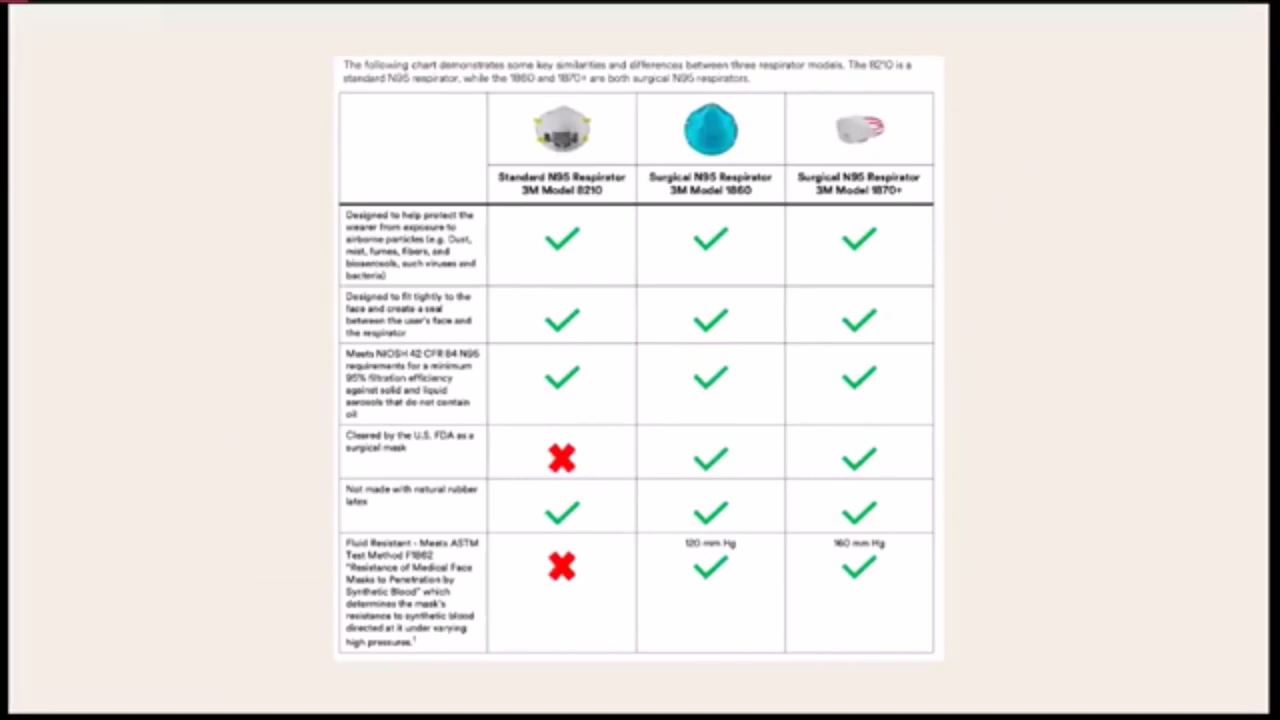 The following chart demonstrates some key similarities and differences between three respirator models. The 8210 is a
standard N95 respirator, while the 1860 and 1870+ are both surgical N95 respirators.
Standard N95 Respirator
3M Model 8210
Surgical N95 Respirator
3M Model 1860
Surgical N95 Respirator
3M Model 1870+
Designed to help protect the
wearer from exposure to
airborne particles (e.g. Dust,
mist, fumes, fibers, and
bioaerosols, such viruses and
bacteria)
Designed to fit tightly to the
face and create a seal
between the user's face and
the respirator
Meets NIOSH 42 CFR 84 N95
requirements for a minimum
95% filtration efficiency
against solid and liquid
aerosols that do not contain
oil
Cleared by the U.S. FDA as a
surgical mask
Not made with natural rubber
latex
Fluid Resistant - Meets ASTM
Test Method F1862
"Resistance of Medical Face
Masks to Penetration by
Synthetic Blood" which
determines the mask's
resistance to synthetic blood
directed at it under varying
high pressures.1
120 mm Hg
160 mm Hg